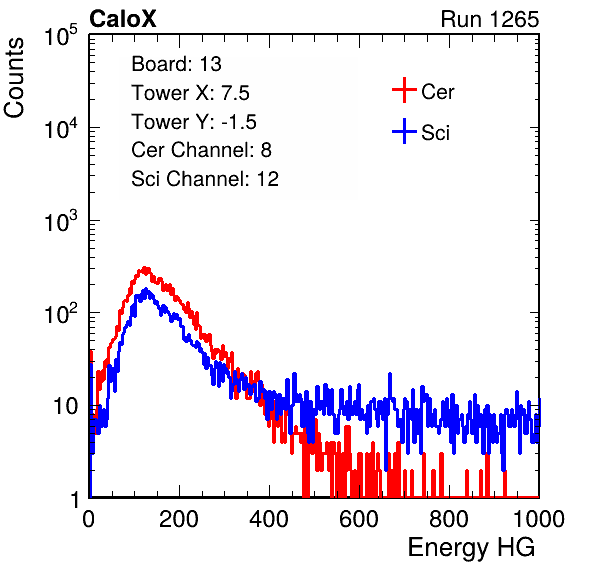 CaloX Run 1265
Counts
10^5
10^4
10^3
10^2
10
1
Board: 13
Tower X: 7.5
Tower Y: -1.5
Cer Channel: 8
Sci Channel: 12
Cer
Sci
0 200 400 600 800 1000
Energy HG